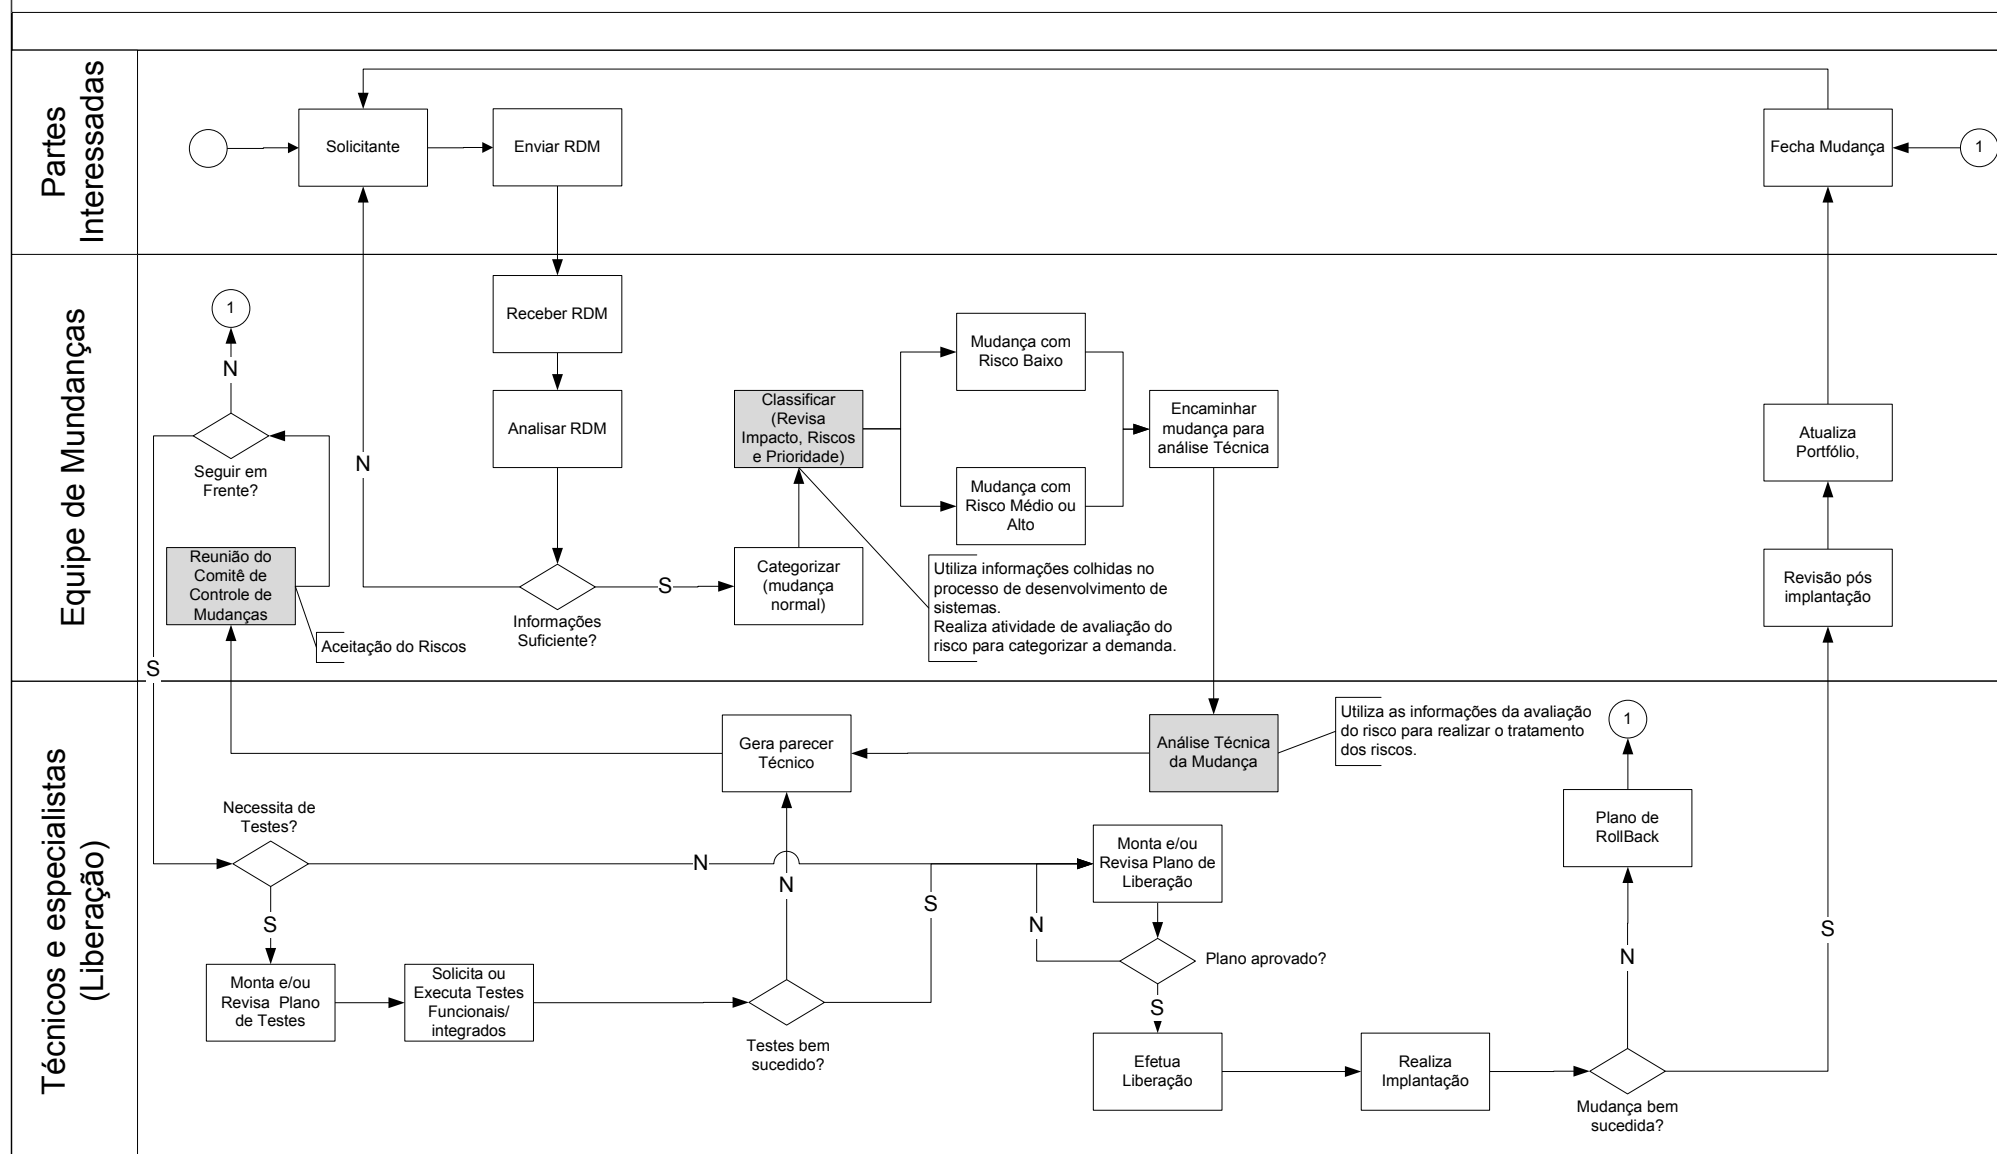 Partes
Interessadas
Solicitante
Enviar RDM
Fecha Mudança
1
Equipe de Mundanças
1
N
Seguir em
Frente?
Reunião do
Comitê de
Controle de
Mudanças
Aceitação do Riscos
S
N
Receber RDM
Analisar RDM
Informações
Suficiente?
S
Categorizar
(mudança
normal)
Classificar
(Revisa
Impacto, Riscos
e Prioridade)
Mudança com
Risco Baixo
Mudança com
Risco Médio ou
Alto
Encaminhar
mudança para
análise Técnica
Utiliza informações colhidas no
processo de desenvolvimento de
sistemas.
Realiza atividade de avaliação do
risco para categorizar a demanda.
Atualiza
Portfólio,
Revisão pós
implantação
Técnicos e especialistas
(Liberação)
Gera parecer
Técnico
Análise Técnica
da Mudança
Utiliza as informações da avaliação
do risco para realizar o tratamento
dos riscos.
1
Necessita de
Testes?
N
S
Monta e/ou
Revisa Plano
de Testes
Solicita ou
Executa Testes
Funcionais/
integrados
N
Testes bem
sucedido?
S
Monta e/ou
Revisa Plano de
Liberação
N
Plano aprovado?
S
Efetua
Liberação
Realiza
Implantação
Plano de
RollBack
N
Mudança bem
sucedida?
S